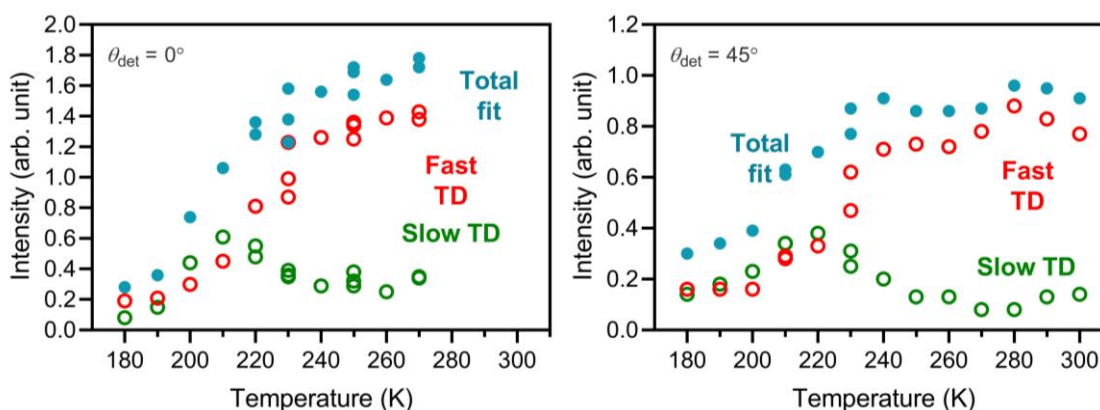 θdet = 0°
Total
fit
Fast
TD
Slow TD
Intensity (arb. unit)
2.0
1.8
1.6
1.4
1.2
1.0
0.8
0.6
0.4
0.2
0.0
180 200 220 240 260 280 300
Temperature (K)
θdet = 45°
Total
fit
Fast
TD
Slow TD
Intensity (arb. unit)
1.2
1.0
0.8
0.6
0.4
0.2
0.0
180 200 220 240 260 280 300
Temperature (K)